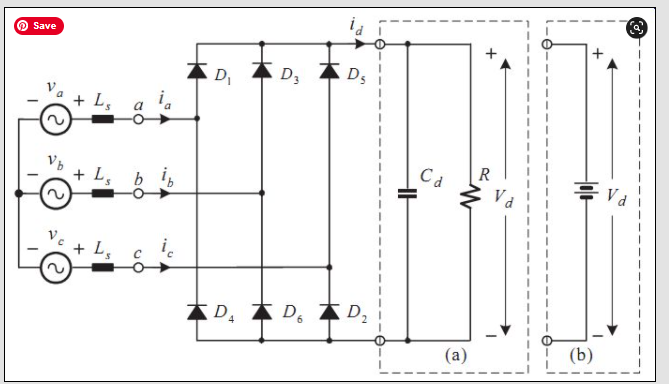 Save
i_d
D_1
D_3
D_5
v_a
− + L_s a i_a
v_b
− + L_s b i_b
v_c
− + L_s c i_c
C_d
R
+
V_d
−
+
V_d
−
D_4
D_6
D_2
(a)
(b)